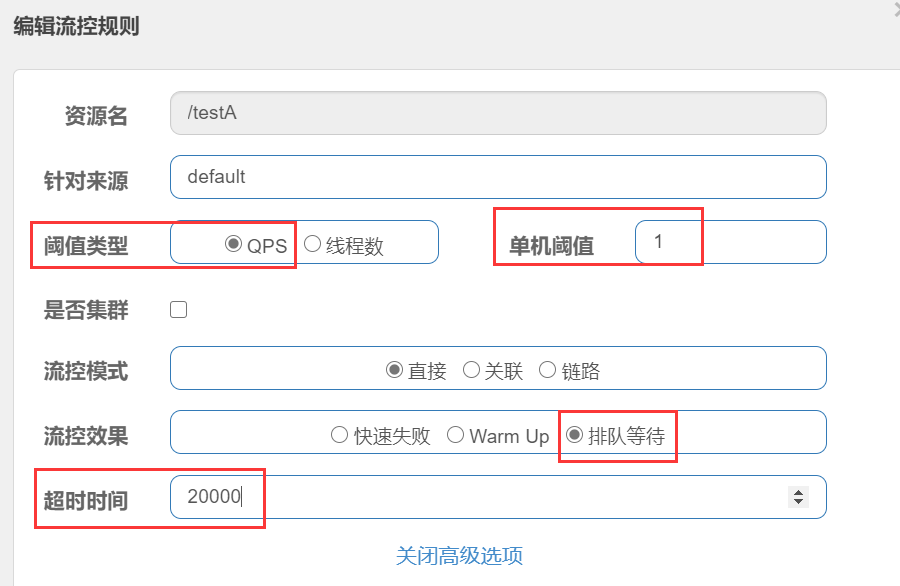 编辑流控规则
资源名 /testA
针对来源 default
阈值类型 QPS 线程数 单机阈值 1
是否集群
流控模式 直接 关联 链路
流控效果 快速失败 Warm Up 排队等待
超时时间 20000
关闭高级选项